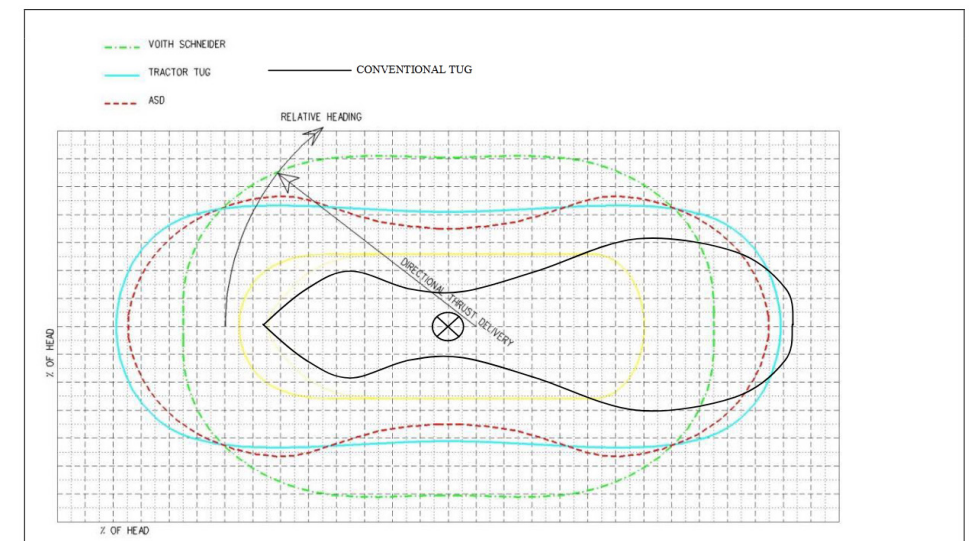 VOITH SCHNEIDER
TRACTOR TUG
CONVENTIONAL TUG
ASD
RELATIVE HEADING
DIRECTIONAL THRUST DELIVERY
% OF HEAD
% OF HEAD